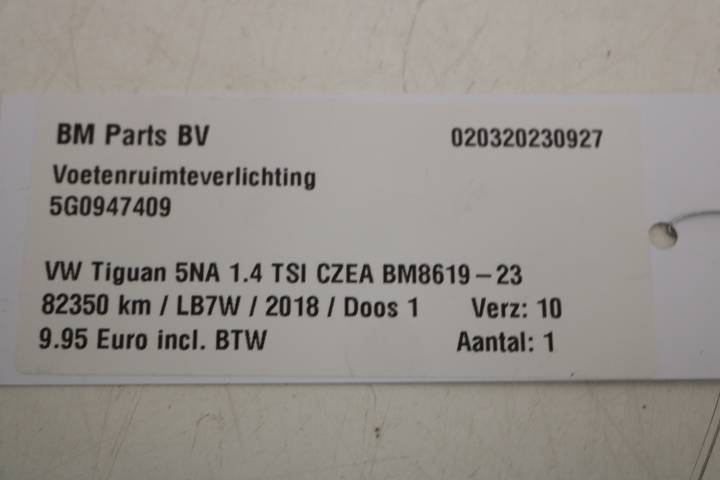 BM Parts BV 020320230927
Voetenruimteverlichting
5G0947409
VW Tiguan 5NA 1.4 TSI CZEA BM8619-23
82350 km / LB7W / 2018 / Doos 1 Verz: 10
9.95 Euro incl. BTW Aantal: 1